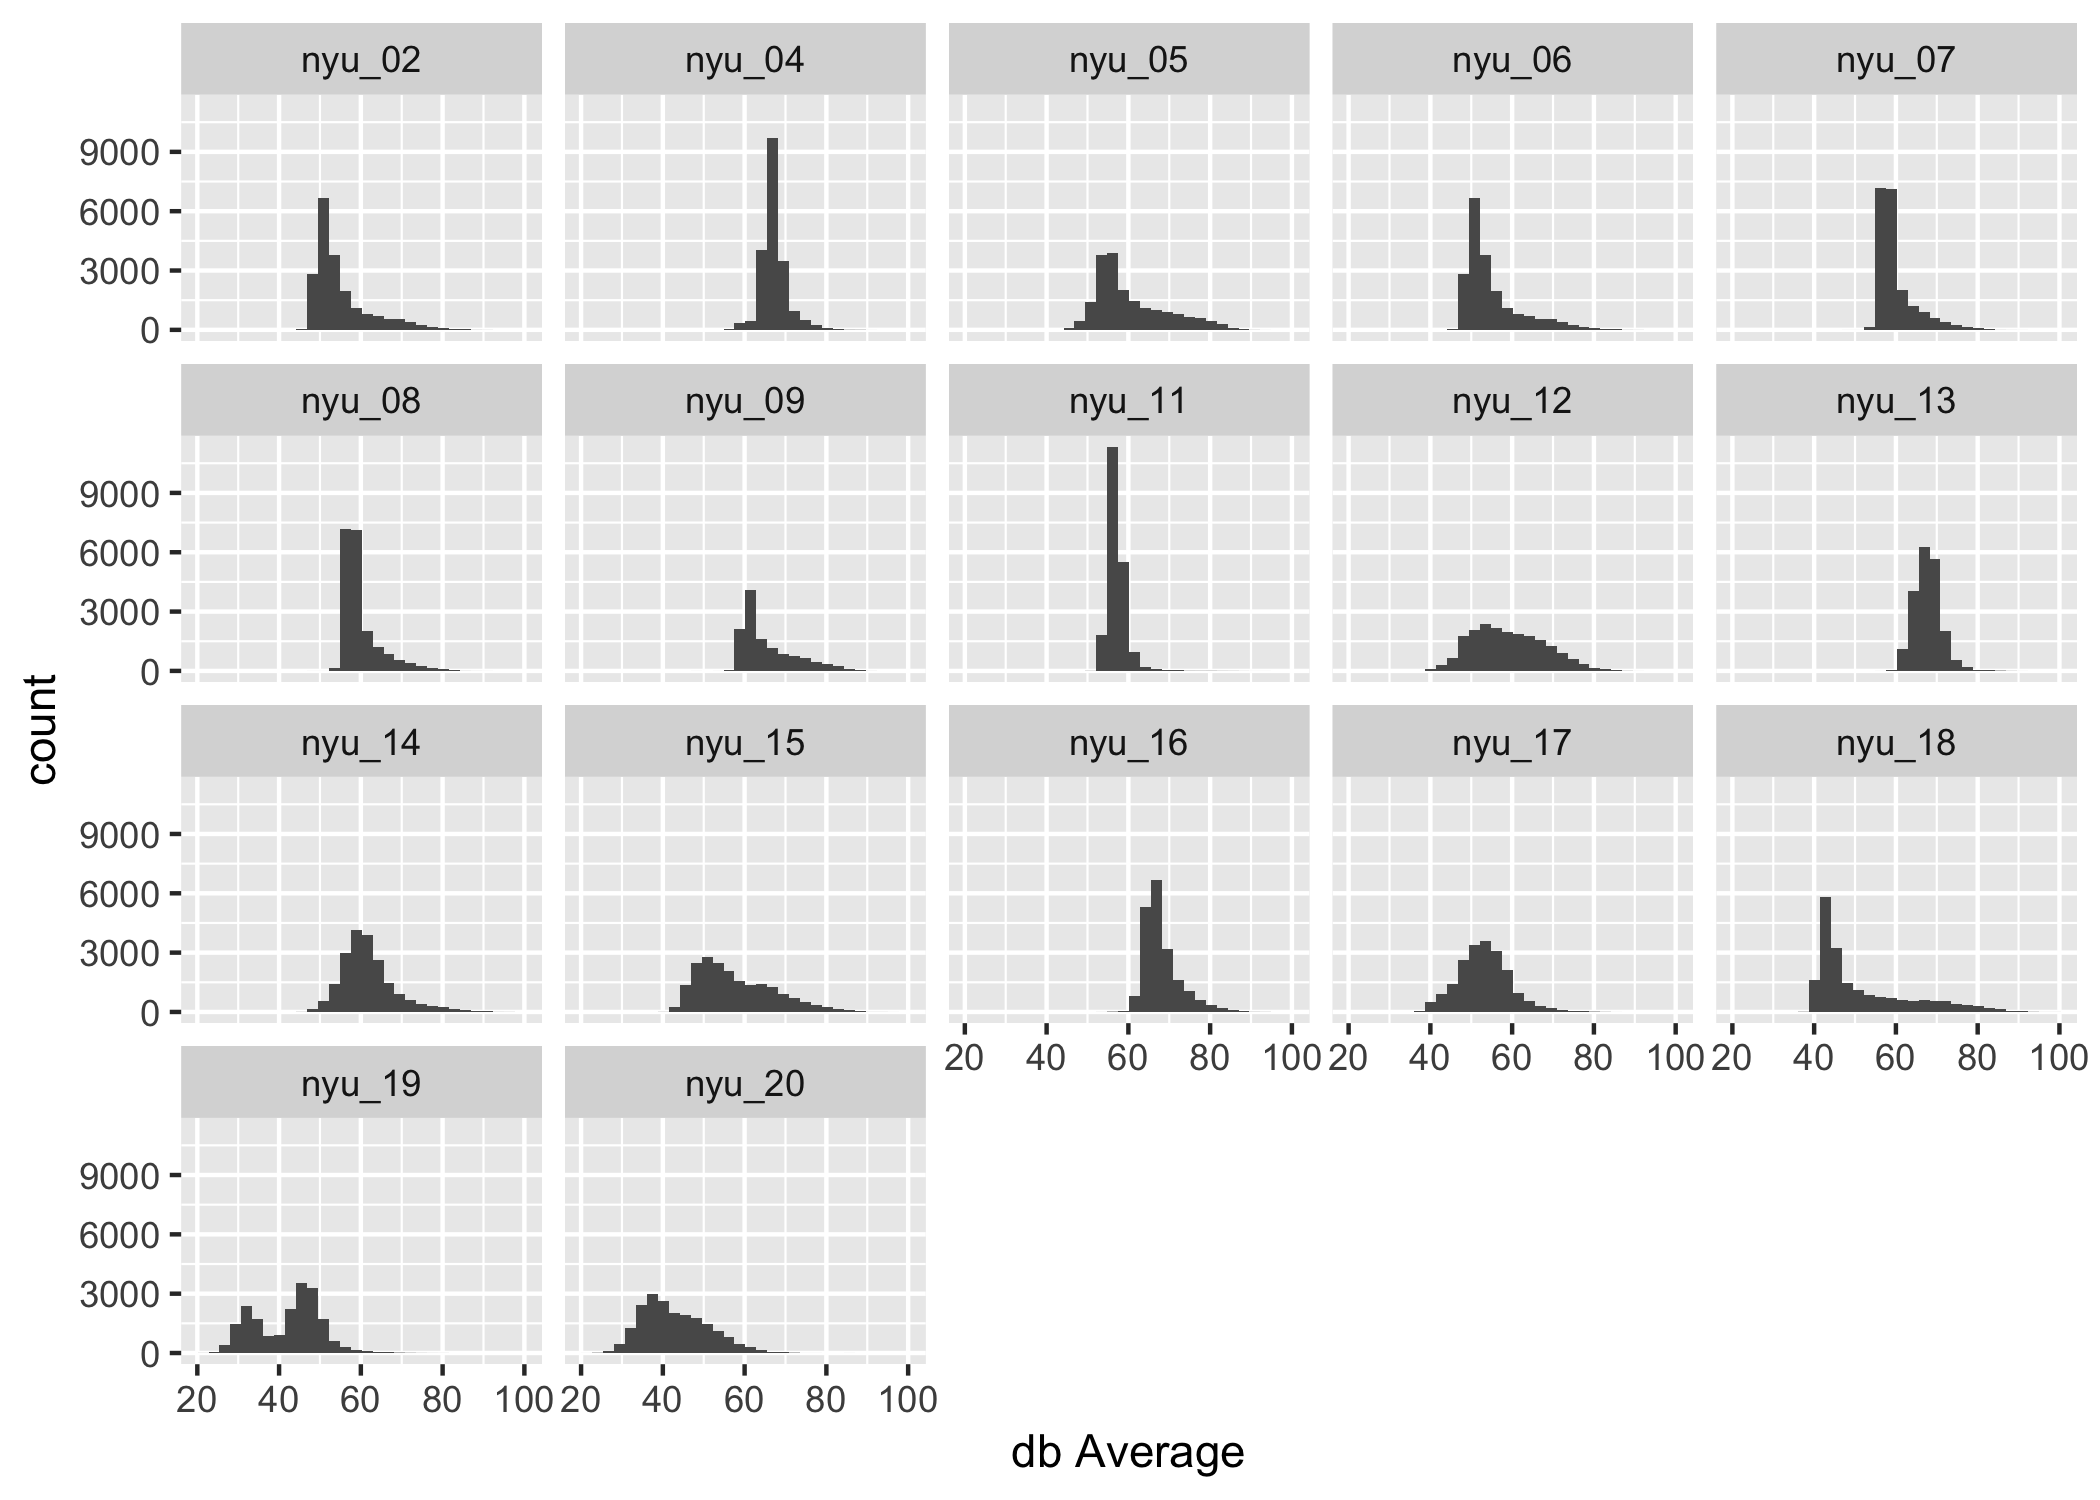 nyu_02 nyu_04 nyu_05 nyu_06 nyu_07
9000
6000
3000
0
nyu_08 nyu_09 nyu_11 nyu_12 nyu_13
9000
6000
3000
0
count
nyu_14 nyu_15 nyu_16 nyu_17 nyu_18
9000
6000
3000
0
20 40 60 80 100 20 40 60 80 100 20 40 60 80 100
nyu_19 nyu_20
9000
6000
3000
0
20 40 60 80 100 20 40 60 80 100
db Average